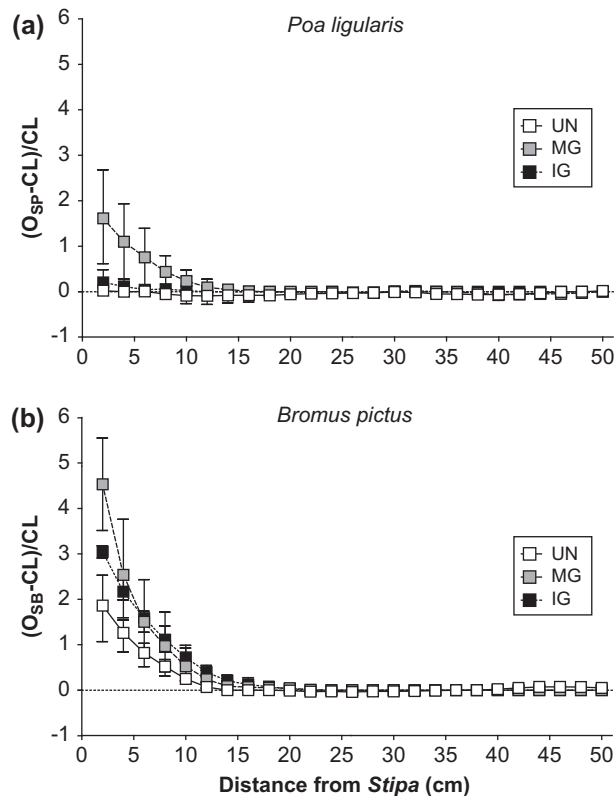 (a)
Poa ligularis
6
5
4
3
2
1
0
-1
(O_SP-CL)/CL
UN
MG
IG
0 5 10 15 20 25 30 35 40 45 50
(b)
Bromus pictus
6
5
4
3
2
1
0
-1
(O_SB-CL)/CL
UN
MG
IG
0 5 10 15 20 25 30 35 40 45 50
Distance from Stipa (cm)